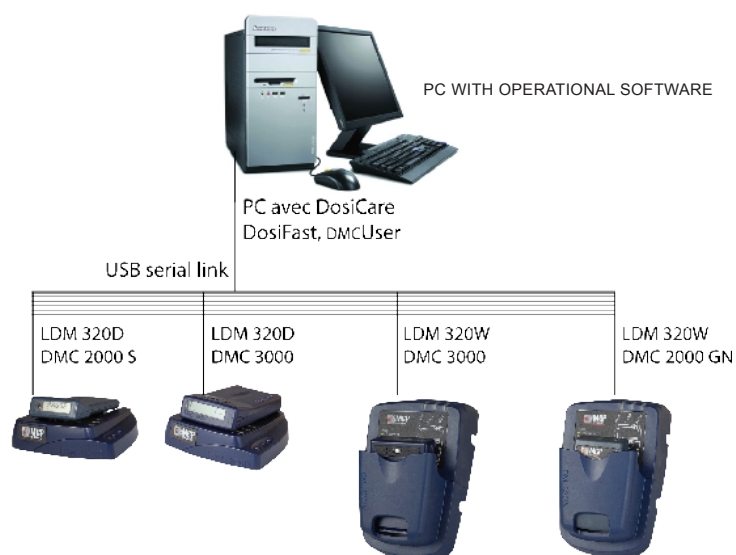 PC WITH OPERATIONAL SOFTWARE
PC avec DosiCare
DosiFast, DMCUser
USB serial link
LDM 320D
DMC 2000 S
LDM 320D
DMC 3000
LDM 320W
DMC 3000
LDM 320W
DMC 2000 GN